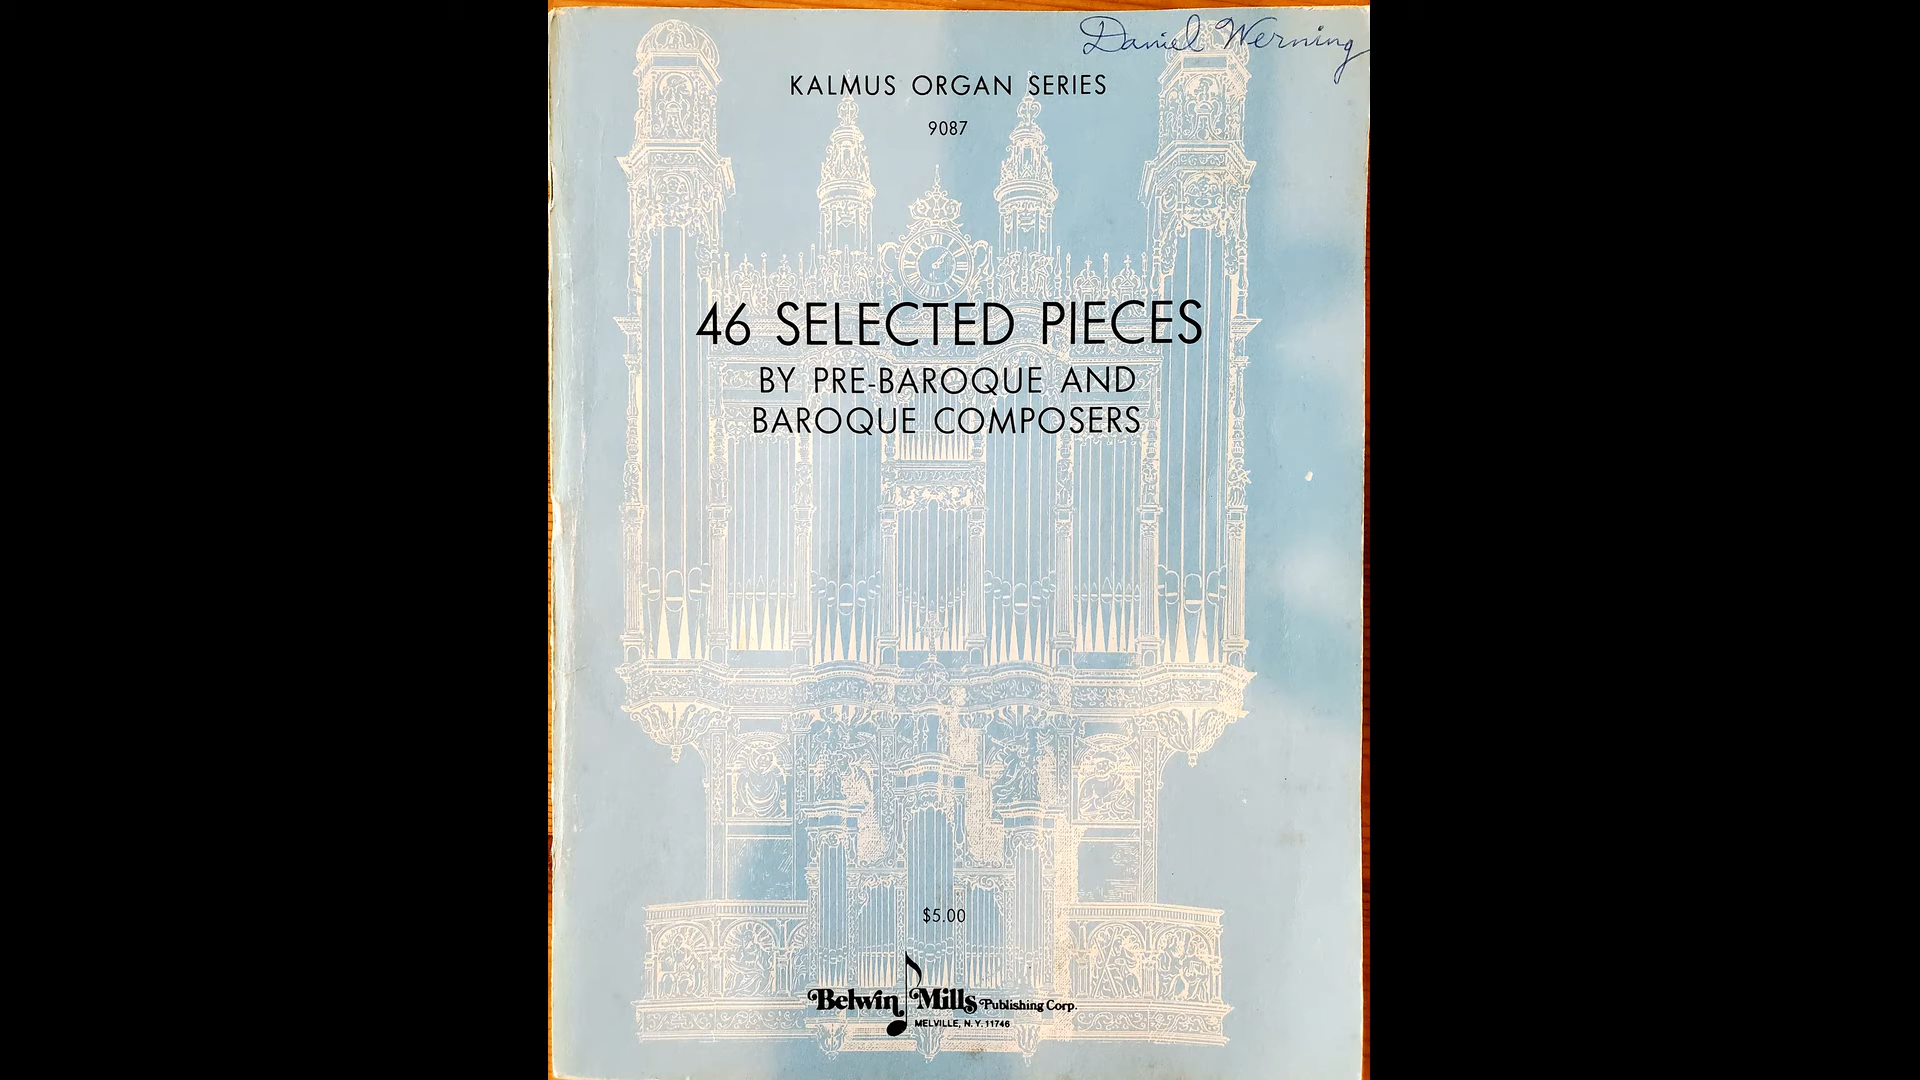 Daniel Werning
KALMUS ORGAN SERIES
9087
46 SELECTED PIECES
BY PRE-BAROQUE AND
BAROQUE COMPOSERS
$5.00
Belwin Mills Publishing Corp.
MELVILLE, N. Y. 11746